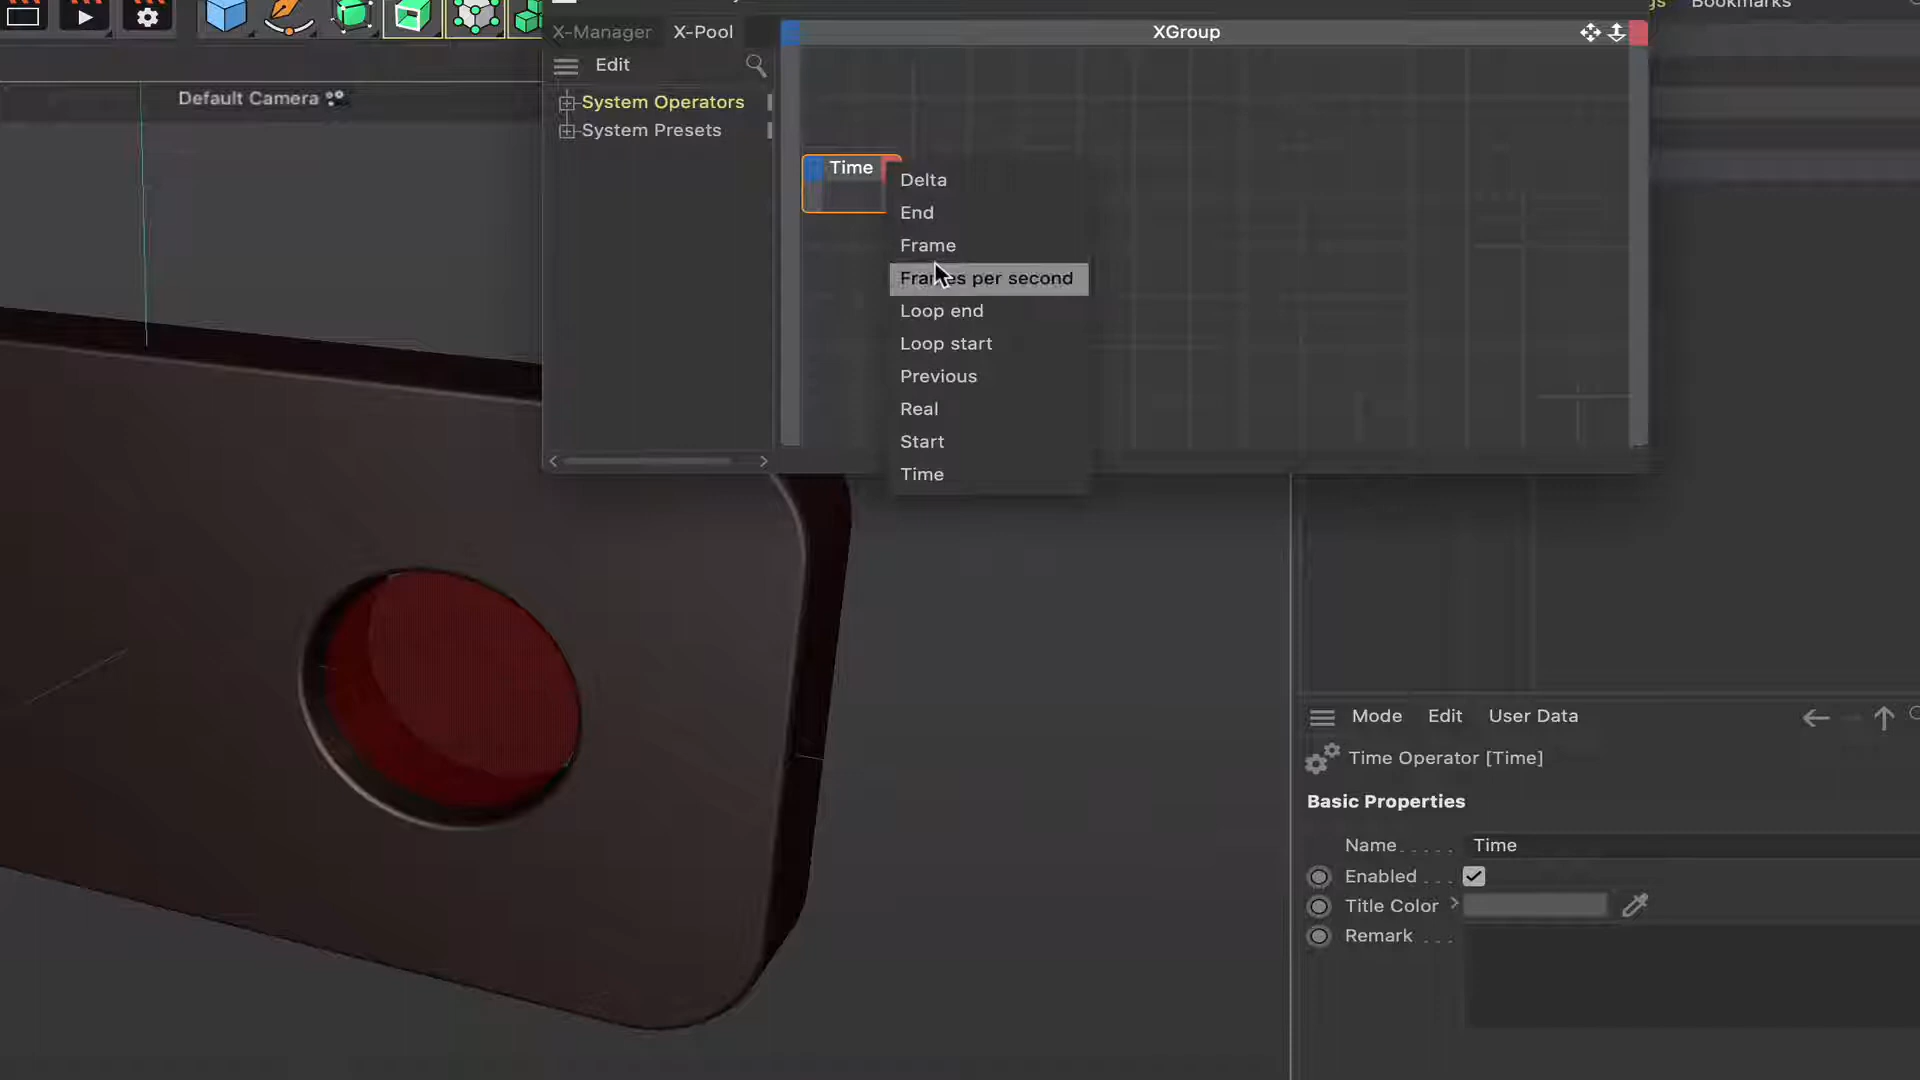 Bookmarks
X-Manager
X-Pool
XGroup
Edit
Default Camera
System Operators
System Presets
Time
Delta
End
Frame
Frames per second
Loop end
Loop start
Previous
Real
Start
Time
Mode
Edit
User Data
Time Operator [Time]
Basic Properties
Name
Time
Enabled
Title Color
Remark